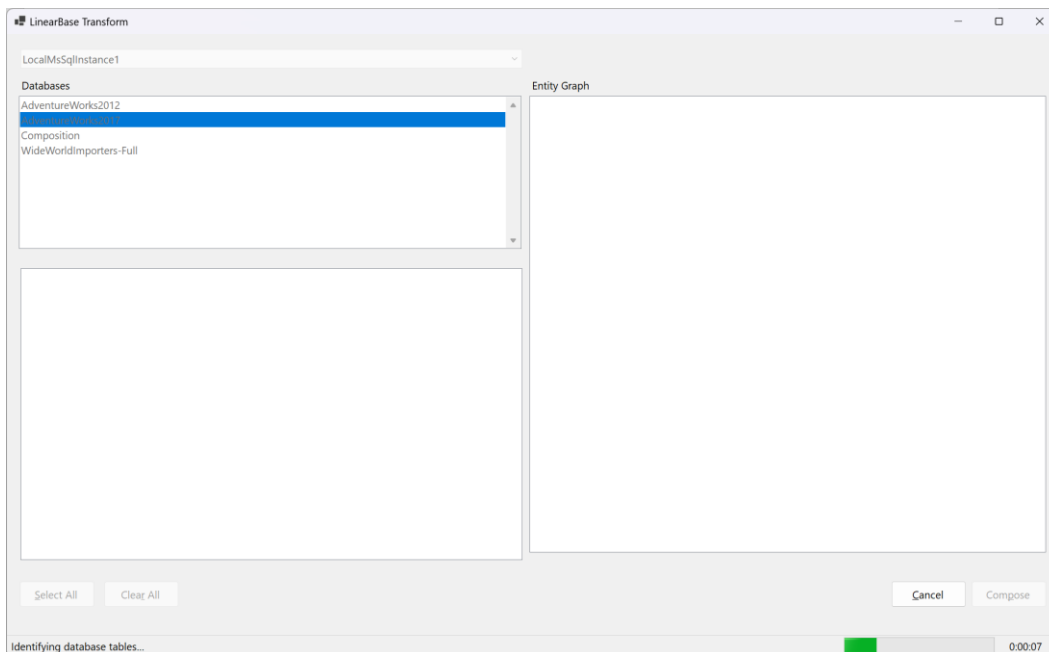 LinearBase Transform
LocalMsSqlInstance1
Databases
Entity Graph
AdventureWorks2012
AdventureWorks2017
Composition
WideWorldImporters-Full
Select All
Clear All
Cancel
Compose
Identifying database tables...
0:00:07